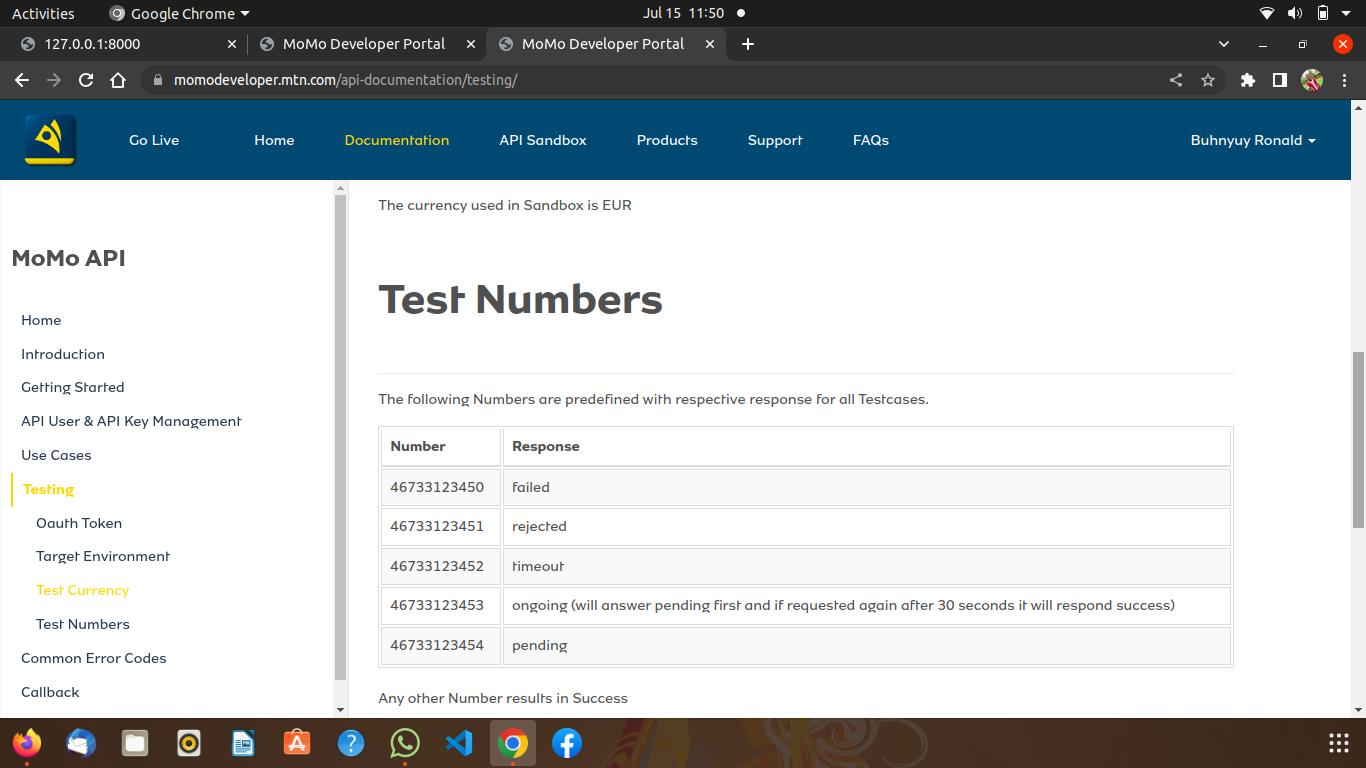 Activities Google Chrome Jul 15 11:50
127.0.0.1:8000 MoMo Developer Portal MoMo Developer Portal
momodeveloper.mtn.com/api-documentation/testing/
Go Live Home Documentation API Sandbox Products Support FAQs Buhnyuy Ronald
MoMo API
Home
Introduction
Getting Started
API User & API Key Management
Use Cases
Testing
Oauth Token
Target Environment
Test Currency
Test Numbers
Common Error Codes
Callback
The currency used in Sandbox is EUR
Test Numbers
The following Numbers are predefined with respective response for all Testcases.
Number Response
46733123450 failed
46733123451 rejected
46733123452 timeout
46733123453 ongoing (will answer pending first and if requested again after 30 seconds it will respond success)
46733123454 pending
Any other Number results in Success